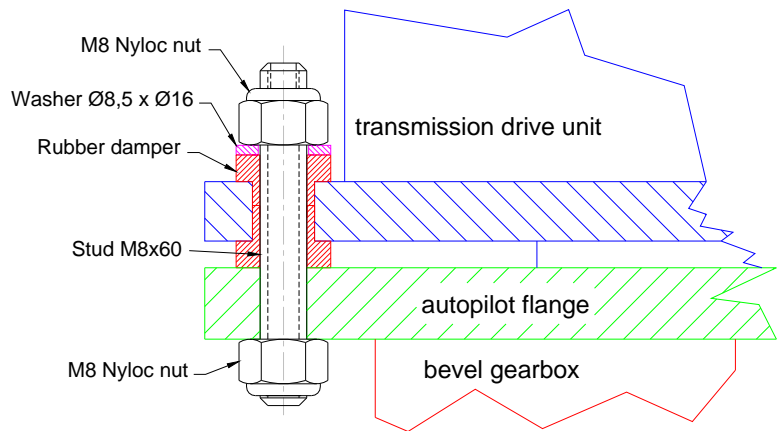 M8 Nyloc nut
Washer Ø8,5 x Ø16
transmission drive unit
Rubber damper
Stud M8x60
autopilot flange
M8 Nyloc nut
bevel gearbox